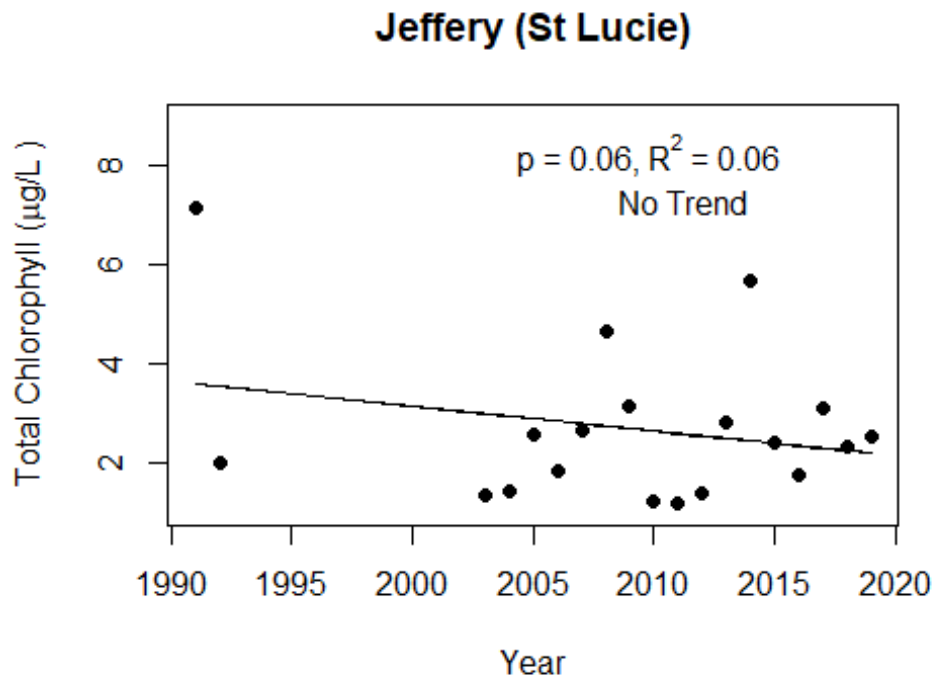 Jeffery (St Lucie)
p = 0.06, R² = 0.06
No Trend
Total Chlorophyll (µg/L )
8
6
4
2
1990 1995 2000 2005 2010 2015 2020
Year